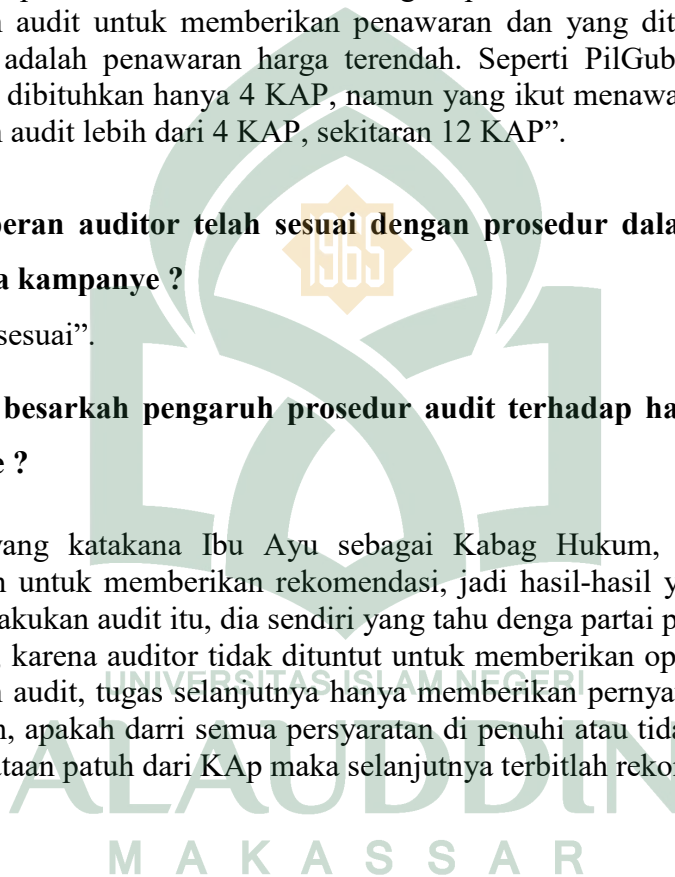 n audit untuk memberikan penawaran dan yang dit
adalah penawaran harga terendah. Seperti PilGub
dibituhkan hanya 4 KAP, namun yang ikut menawa
n audit lebih dari 4 KAP, sekitaran 12 KAP”.
peran auditor telah sesuai dengan prosedur dala
a kampanye ?
sesuai”.
besarkah pengaruh prosedur audit terhadap ha
e ?
yang katakana Ibu Ayu sebagai Kabag Hukum,
n untuk memberikan rekomendasi, jadi hasil-hasil y
akukan audit itu, dia sendiri yang tahu denga partai p
karena auditor tidak dituntut untuk memberikan op
n audit, tugas selanjutnya hanya memberikan pernya
n, apakah darri semua persyaratan di penuhi atau tida
ataan patuh dari KAp maka selanjutnya terbitlah reko
1965
UNIVERSITAS ISLAM NEGERI
ALAUDDIN
MAKASSAR